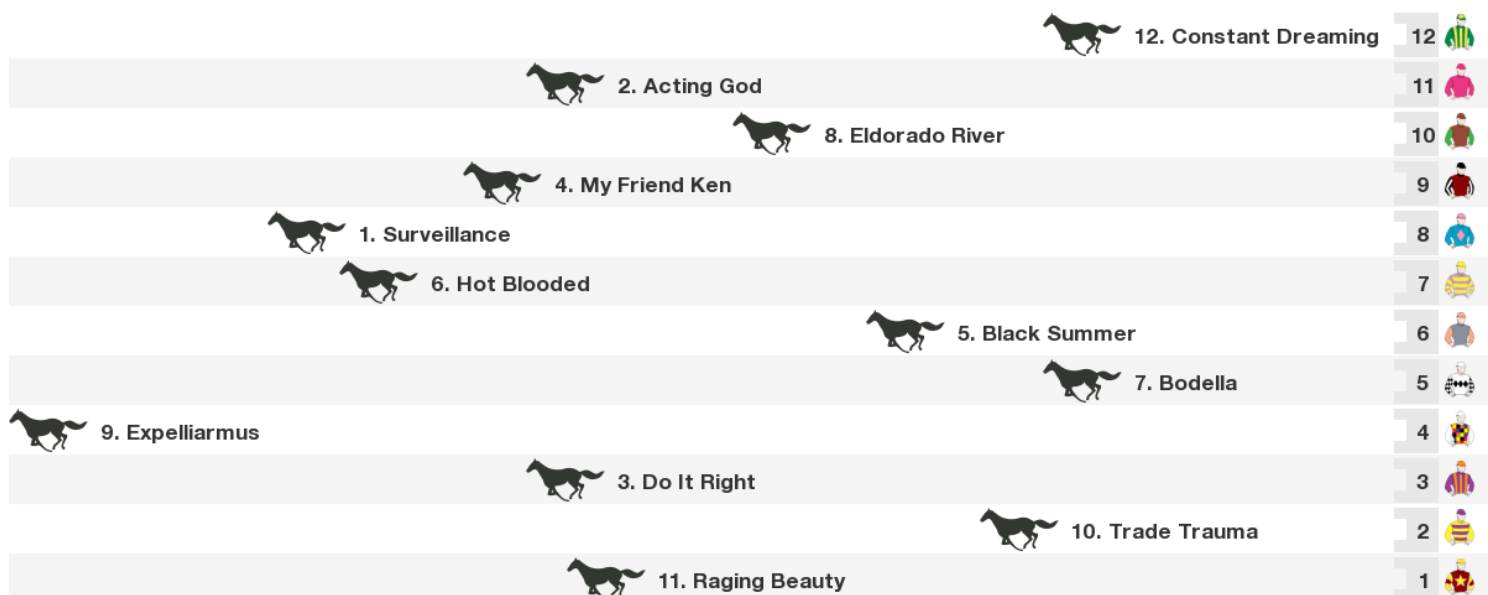 12. Constant Dreaming 12
2. Acting God 11
8. Eldorado River 10
4. My Friend Ken 9
1. Surveillance 8
6. Hot Blooded 7
5. Black Summer 6
7. Bodella 5
9. Expelliarmus 4
3. Do It Right 3
10. Trade Trauma 2
11. Raging Beauty 1